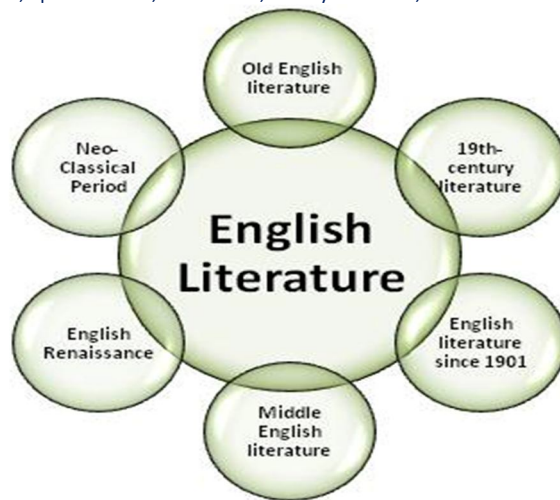 Old English
literature
Neo-
Classical
Period
19th-
century
literature
English
Literature
English
Renaissance
English
literature
since 1901
Middle
English
literature